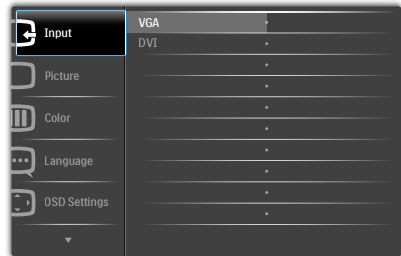 Input
Picture
Color
Language
OSD Settings
VGA
DVI